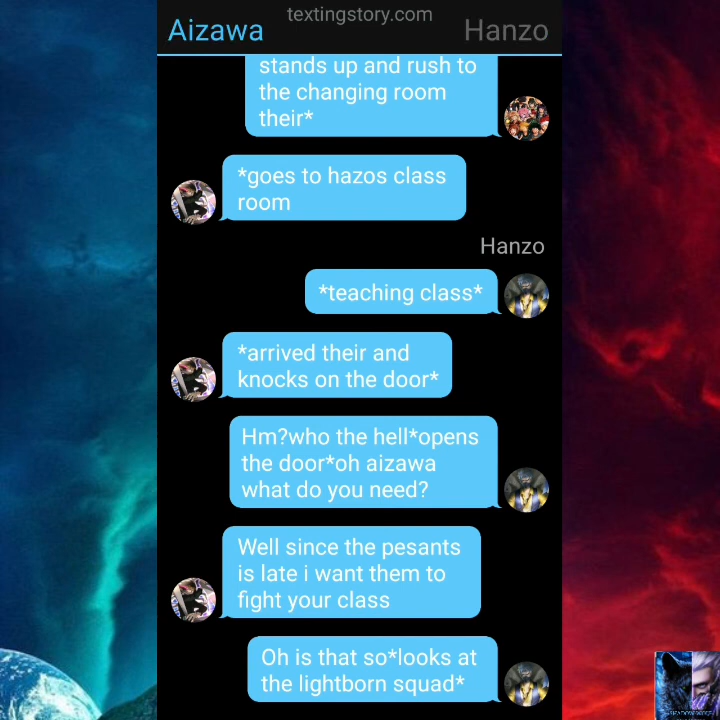 textingstory.com
Aizawa
Hanzo
stands up and rush to
the changing room
their*
*goes to hazos class
room
Hanzo
*teaching class*
*arrived their and
knocks on the door*
Hm?who the hell*opens
the door*oh aizawa
what do you need?
Well since the pesants
is late i want them to
fight your class
Oh is that so*looks at
the lightborn squad*